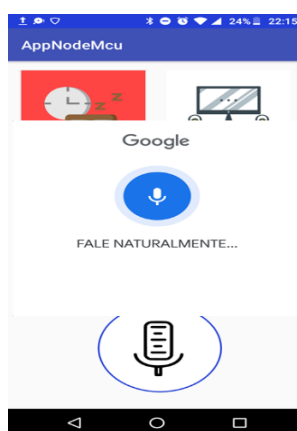 24% 22:15
AppNodeMcu
z z
Google
FALE NATURALMENTE...